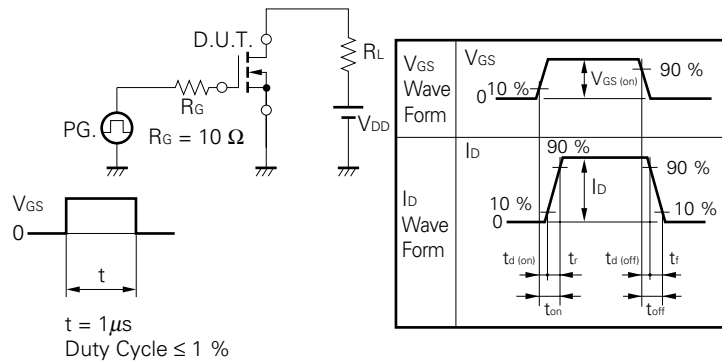 D.U.T.
RL
RG
PG.
RG = 10 Ω
VDD
VGS
0
t
t = 1μs
Duty Cycle ≤ 1 %
VGS
Wave
Form
VGS
10 %
0
VGS (on)
90 %
ID
Wave
Form
ID
90 %
90 %
10 %
ID
10 %
0
td (on)
tr
td (off)
tf
ton
toff